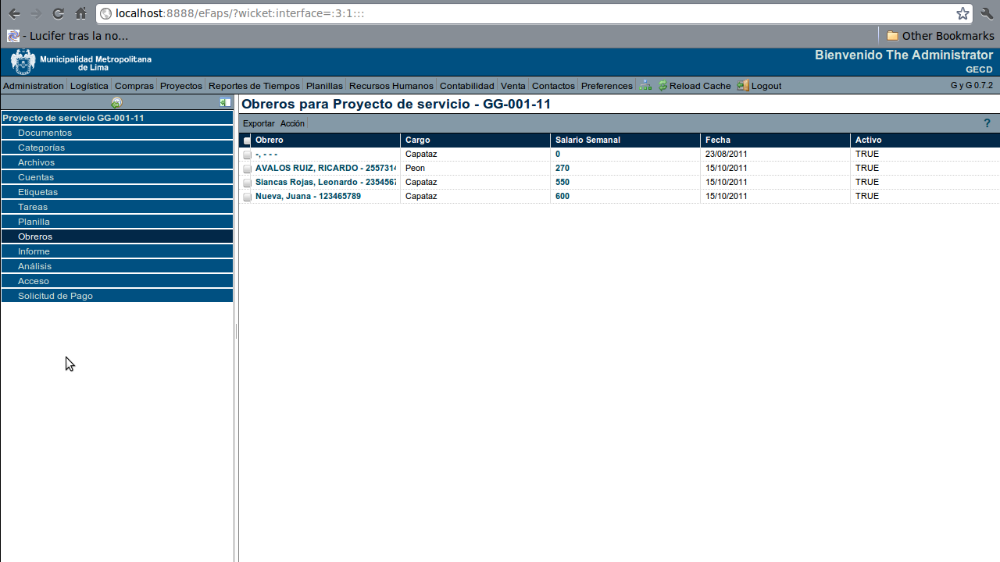 localhost:8888/eFaps/?wicket:interface=:3:1:::
- Lucifer tras la no... Other Bookmarks
Municipalidad Metropolitana
de Lima
Bienvenido The Administrator
GECD
Administration Logística Compras Proyectos Reportes de Tiempos Planillas Recursos Humanos Contabilidad Venta Contactos Preferences Reload Cache Logout G y G 0.7.2
Proyecto de servicio GG-001-11
Documentos
Categorías
Archivos
Cuentas
Etiquetas
Tareas
Planilla
Obreros
Informe
Análisis
Acceso
Solicitud de Pago
Obreros para Proyecto de servicio - GG-001-11
Exportar Acción ?
Obrero Cargo Salario Semanal Fecha Activo
-, - - - Capataz 0 23/08/2011 TRUE
AVALOS RUIZ, RICARDO - 2557314 Peon 270 15/10/2011 TRUE
Siancas Rojas, Leonardo - 2354567 Capataz 550 15/10/2011 TRUE
Nueva, Juana - 123465789 Capataz 600 15/10/2011 TRUE